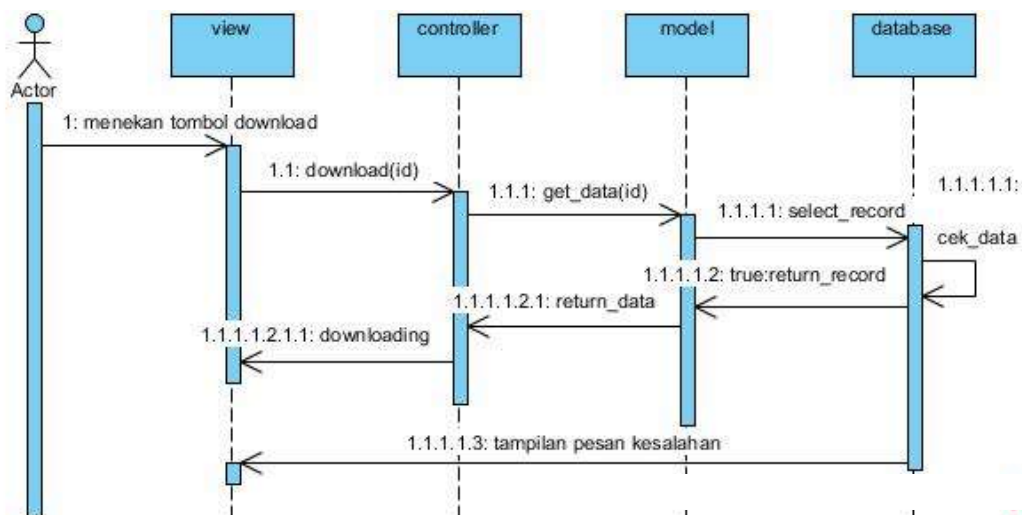 view
controller
model
database
Actor
1: menekan tombol download
1.1: download(id)
1.1.1: get_data(id)
1.1.1.1: select_record
1.1.1.1.1:
cek_data
1.1.1.1.2: true:return_record
1.1.1.1.2.1: return_data
1.1.1.1.2.1.1: downloading
1.1.1.1.3: tampilan pesan kesalahan